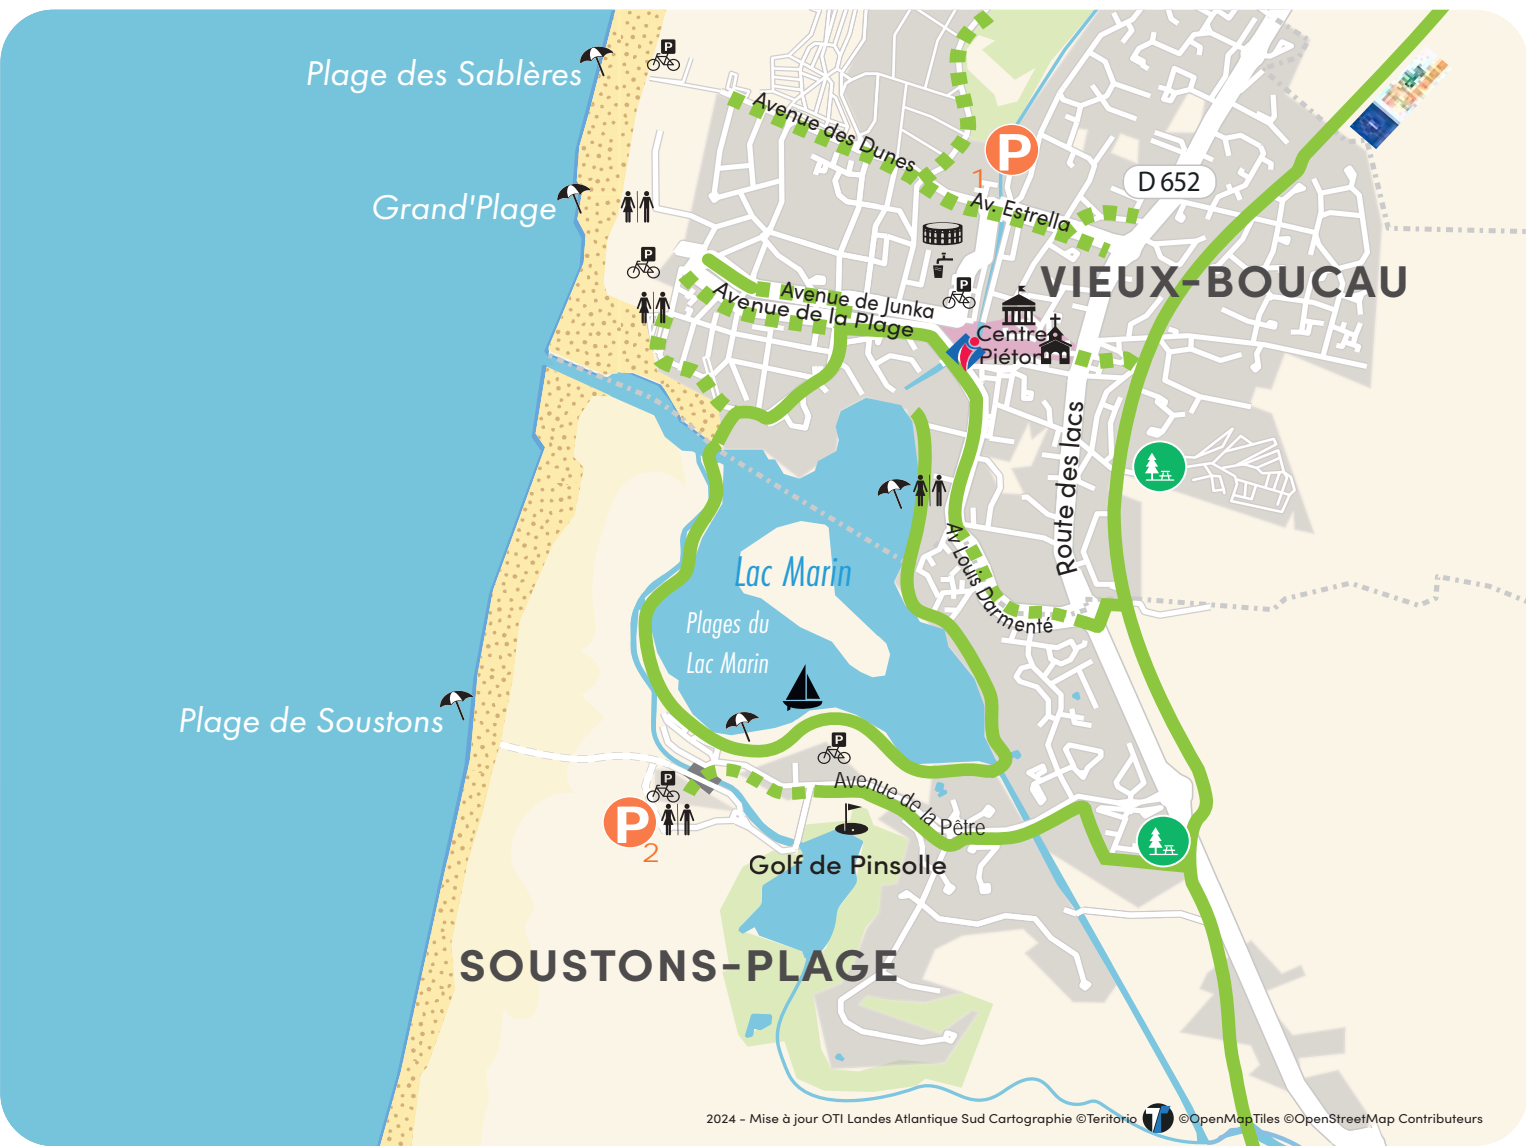 Plage des Sablères
P
Avenue des Dunes
P
1
D 652
Grand'Plage
Av. Estrella
P
VIEUX-BOUCAU
P
Avenue de Junka
Avenue de la Plage
Centre
Piéton
Route des lacs
Av Louis Darmenté
Lac Marin
Plages du
Lac Marin
Plage de Soustons
P
P
Avenue de la Pêtre
P
2
Golf de Pinsolle
SOUSTONS-PLAGE
2024 - Mise à jour OTI Landes Atlantique Sud Cartographie ©Teritorio T ©OpenMapTiles ©OpenStreetMap Contributeurs